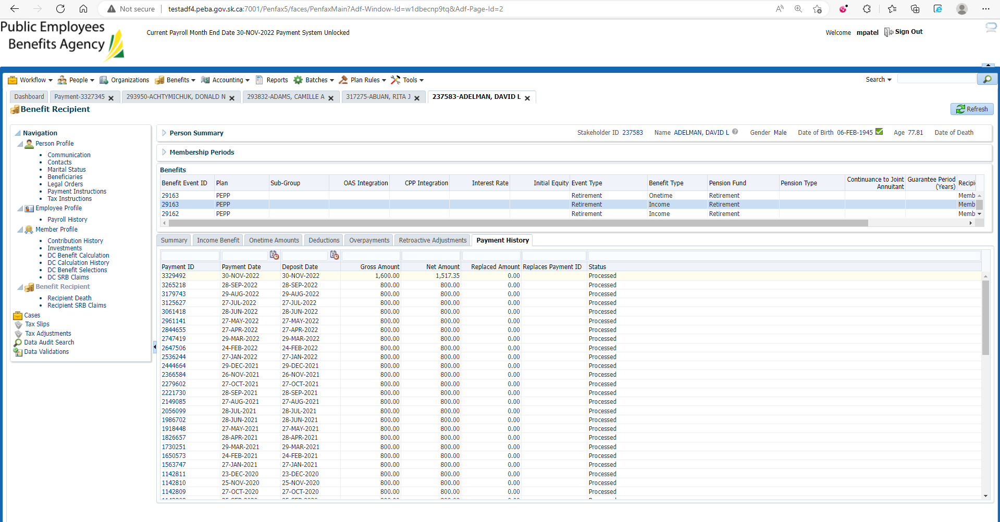 Not secure testadf4.peba.gov.sk.ca:7001/Penfax5/faces/PenfaxMain?Adf-Window-Id=w1dbecnp9tq&Adf-Page-Id=2
Public Employees
Benefits Agency
Current Payroll Month End Date 30-NOV-2022 Payment System Unlocked
Welcome mpatel Sign Out
Workflow People Organizations Benefits Accounting Reports Batches Plan Rules Tools Search
Dashboard Payment-3327345 293950-ACHTYMICHUK, DONALD N 293832-ADAMS, CAMILLE A 317275-ABUAN, RITA J 237583-ADELMAN, DAVID L
Benefit Recipient Refresh
Navigation
Person Profile
Communication
Contacts
Marital Status
Beneficiaries
Legal Orders
Payment Instructions
Tax Instructions
Employee Profile
Payroll History
Member Profile
Contribution History
Investments
DC Benefit Calculation
DC Calculation History
DC Benefit Selections
DC SRB Claims
Benefit Recipient
Recipient Death
Recipient SRB Claims
Cases
Tax Slips
Tax Adjustments
Data Audit Search
Data Validations
Person Summary Stakeholder ID 237583 Name ADELMAN, DAVID L Gender Male Date of Birth 06-FEB-1945 Age 77.81 Date of Death
Membership Periods
Benefits
Benefit Event ID Plan Sub-Group OAS Integration CPP Integration Interest Rate Initial Equity Event Type Benefit Type Pension Fund Pension Type Continuance to Joint Annuitant Guarantee Period (Years) Recipi
29163 PEPP Retirement Onetime Retirement Memb
29163 PEPP Retirement Income Retirement Memb
29162 PEPP Retirement Income Retirement Memb
Summary Income Benefit Onetime Amounts Deductions Overpayments Retroactive Adjustments Payment History
Payment ID Payment Date Deposit Date Gross Amount Net Amount Replaced Amount Replaces Payment ID Status
3329492 30-NOV-2022 30-NOV-2022 1,600.00 1,517.35 0.00 Processed
3265218 28-SEP-2022 28-SEP-2022 800.00 800.00 0.00 Processed
3179743 29-AUG-2022 29-AUG-2022 800.00 800.00 0.00 Processed
3125627 27-JUL-2022 27-JUL-2022 800.00 800.00 0.00 Processed
3061418 28-JUN-2022 28-JUN-2022 800.00 800.00 0.00 Processed
2961141 27-MAY-2022 27-MAY-2022 800.00 800.00 0.00 Processed
2844655 27-APR-2022 27-APR-2022 800.00 800.00 0.00 Processed
2747419 29-MAR-2022 29-MAR-2022 800.00 800.00 0.00 Processed
2647506 24-FEB-2022 24-FEB-2022 800.00 800.00 0.00 Processed
2536244 27-JAN-2022 27-JAN-2022 800.00 800.00 0.00 Processed
2444664 29-DEC-2021 29-DEC-2021 800.00 800.00 0.00 Processed
2366584 26-NOV-2021 26-NOV-2021 800.00 800.00 0.00 Processed
2279602 27-OCT-2021 27-OCT-2021 800.00 800.00 0.00 Processed
2221730 28-SEP-2021 28-SEP-2021 800.00 800.00 0.00 Processed
2149085 27-AUG-2021 27-AUG-2021 800.00 800.00 0.00 Processed
2056099 28-JUL-2021 28-JUL-2021 800.00 800.00 0.00 Processed
1986702 28-JUN-2021 28-JUN-2021 800.00 800.00 0.00 Processed
1918448 27-MAY-2021 27-MAY-2021 800.00 800.00 0.00 Processed
1826657 28-APR-2021 28-APR-2021 800.00 800.00 0.00 Processed
1730251 29-MAR-2021 29-MAR-2021 800.00 800.00 0.00 Processed
1650573 24-FEB-2021 24-FEB-2021 800.00 800.00 0.00 Processed
1563747 27-JAN-2021 27-JAN-2021 800.00 800.00 0.00 Processed
1142811 23-DEC-2020 23-DEC-2020 800.00 800.00 0.00 Processed
1142810 25-NOV-2020 25-NOV-2020 800.00 800.00 0.00 Processed
1142809 27-OCT-2020 27-OCT-2020 800.00 800.00 0.00 Processed